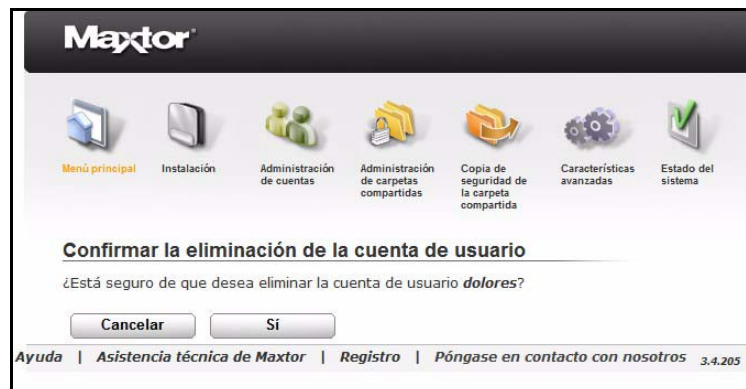 Maxtor
Menú principal
Instalación
Administración
de cuentas
Administración
de carpetas
compartidas
Copia de
seguridad de
la carpeta
compartida
Características
avanzadas
Estado del
sistema
Confirmar la eliminación de la cuenta de usuario
¿Está seguro de que desea eliminar la cuenta de usuario dolores?
Cancelar Sí
Ayuda | Asistencia técnica de Maxtor | Registro | Póngase en contacto con nosotros 3.4.205